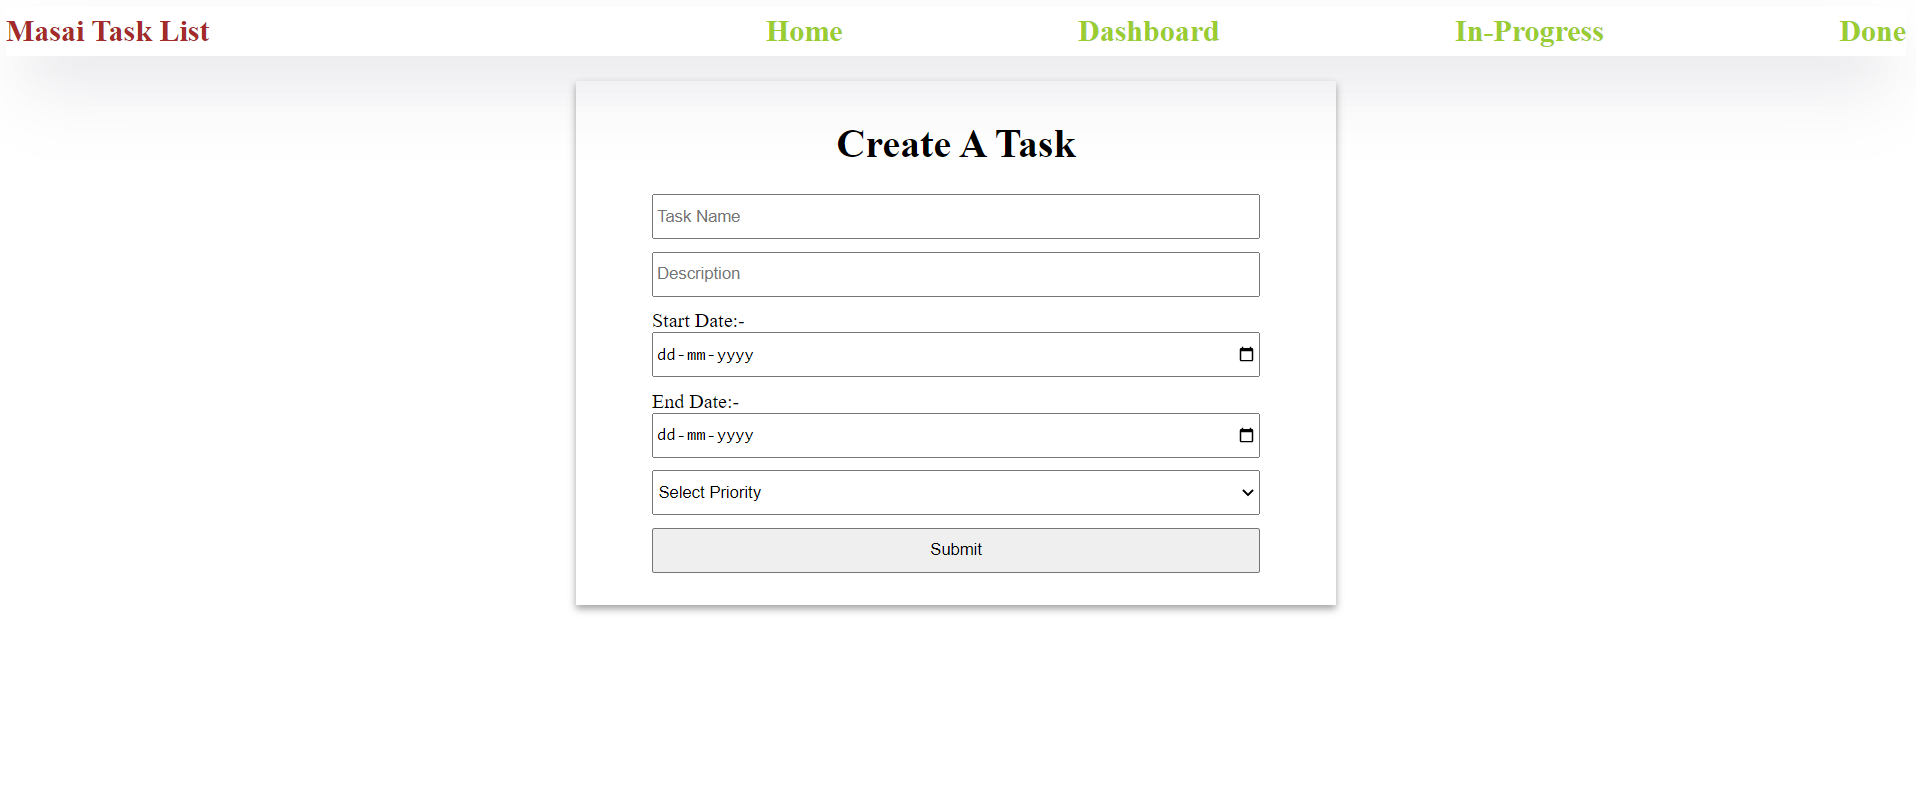 Masai Task List Home Dashboard In-Progress Done
Create A Task
Task Name
Description
Start Date:-
dd-mm-yyyy
End Date:-
dd-mm-yyyy
Select Priority
Submit